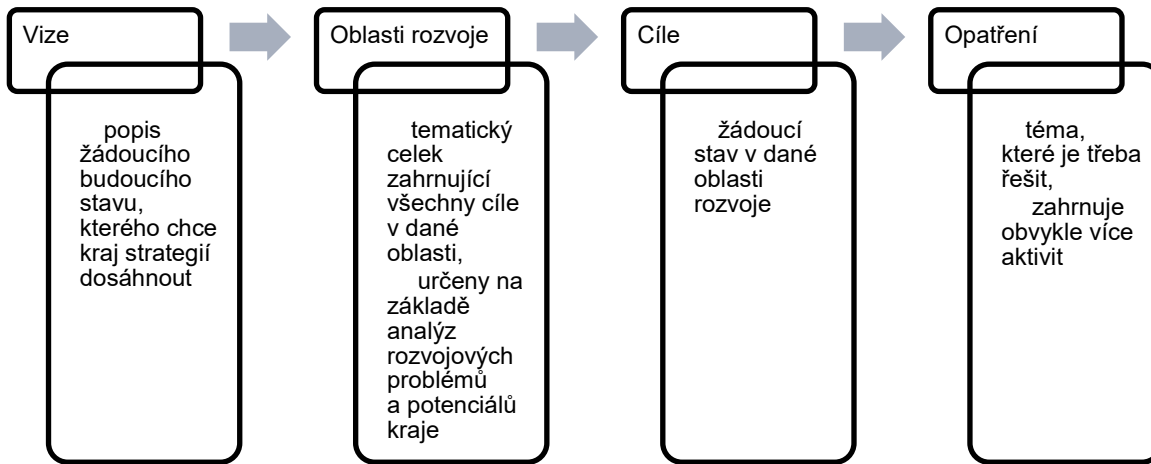 Vize
popis
žádoucího
budoucího
stavu,
kterého chce
kraj strategií
dosáhnout
Oblasti rozvoje
tematický
celek
zahrnující
všechny cíle
v dané
oblasti,
určeny na
základě
analýz
rozvojových
problémů
a potenciálů
kraje
Cíle
žádoucí
stav v dané
oblasti
rozvoje
Opatření
téma,
které je třeba
řešit,
zahrnuje
obvykle více
aktivit